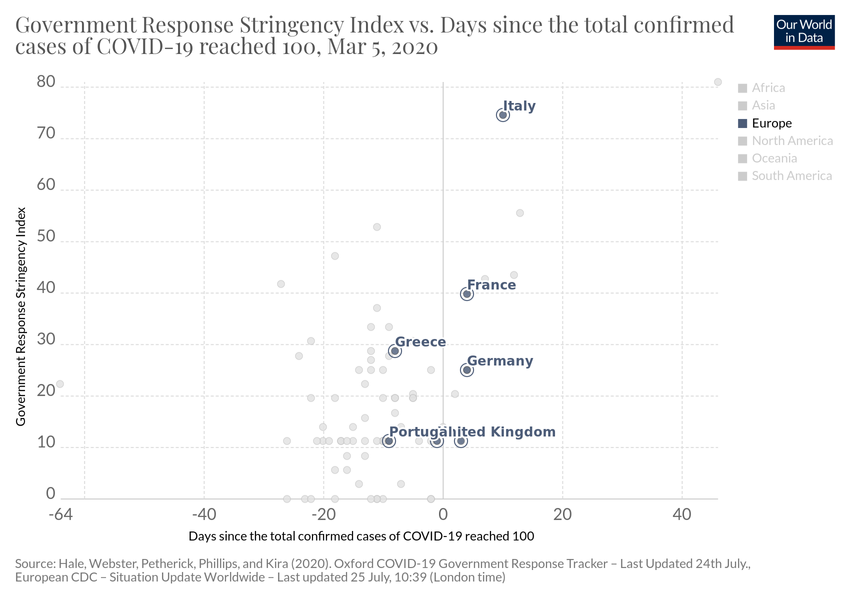 Government Response Stringency Index vs. Days since the total confirmed
cases of COVID-19 reached 100, Mar 5, 2020
Our World
in Data
Africa
Asia
Europe
North America
Oceania
South America
Government Response Stringency Index
80
70
60
50
40
30
20
10
0
Italy
France
Greece
Germany
Kingdom
-64
-40
-20
0
20
40
Days since the total confirmed cases of COVID-19 reached 100
Source: Hale, Webster, Petherick, Phillips, and Kira (2020). Oxford COVID-19 Government Response Tracker – Last Updated 24th July.,
European CDC – Situation Update Worldwide – Last updated 25 July, 10:39 (London time)